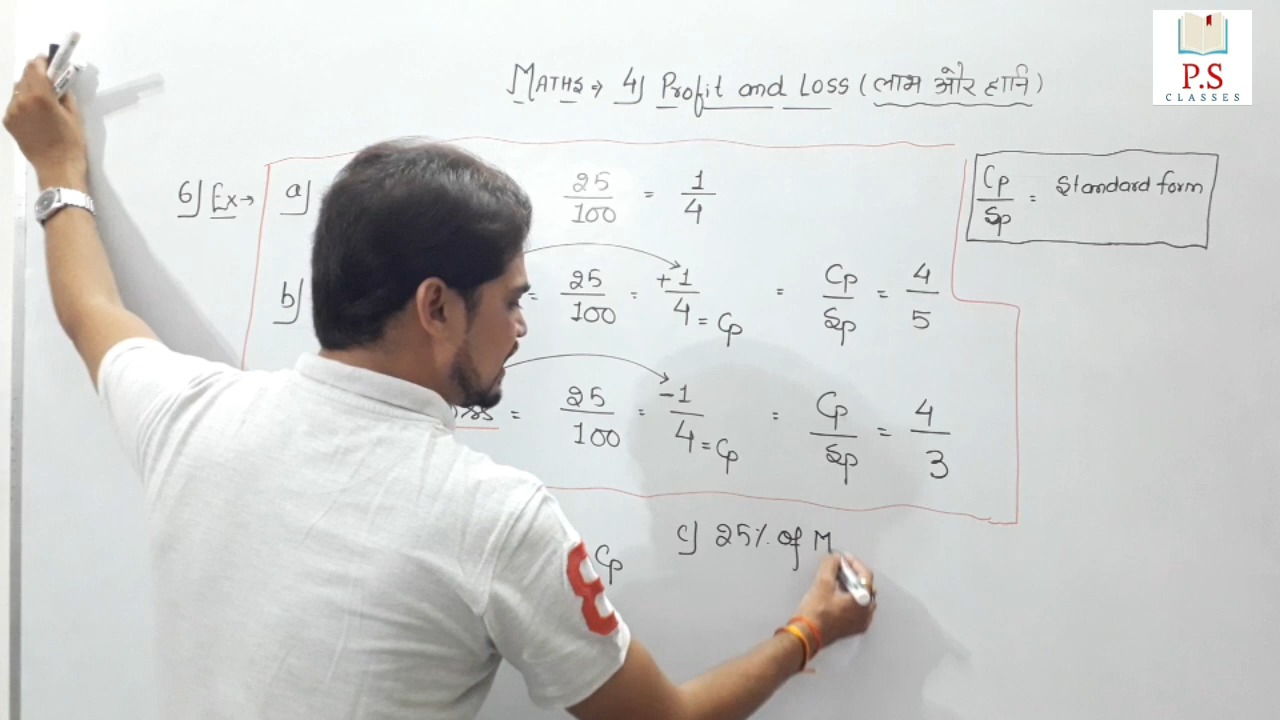 P.S
CLASSES
MATHS → 4) Profit and Loss (लाभ और हानि)
6) Ex → a) 25/100 = 1/4
Cp/Sp = Standard form
b) = 25/100 = +1/4 = Cp = Cp/Sp = 4/5
= 25/100 = -1/4 = Cp = Cp/Sp = 4/3
Cp c) 25% of M